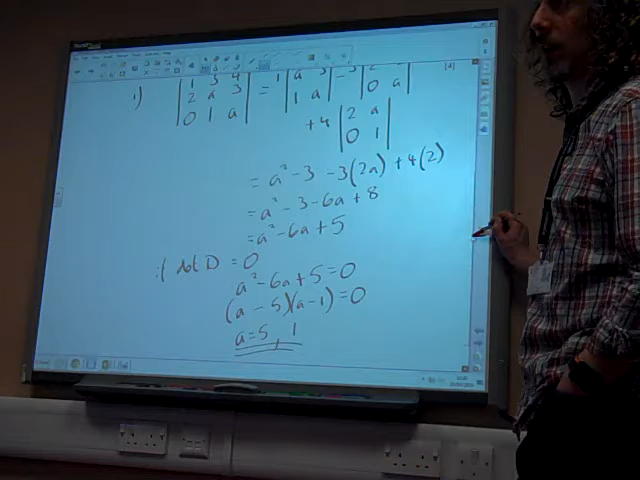 1) | 1 3 4 | = 1 | a 3 | - 3 | 2 3 | [4]
| 2 a 3 | | 1 a | | 0 a |
| 0 1 a |
+ 4 | 2 a |
| 0 1 |
= a² - 3 - 3(2a) + 4(2)
= a² - 3 - 6a + 8
= a² - 6a + 5
if det D = 0
a² - 6a + 5 = 0
(a - 5)(a - 1) = 0
a = 5, 1